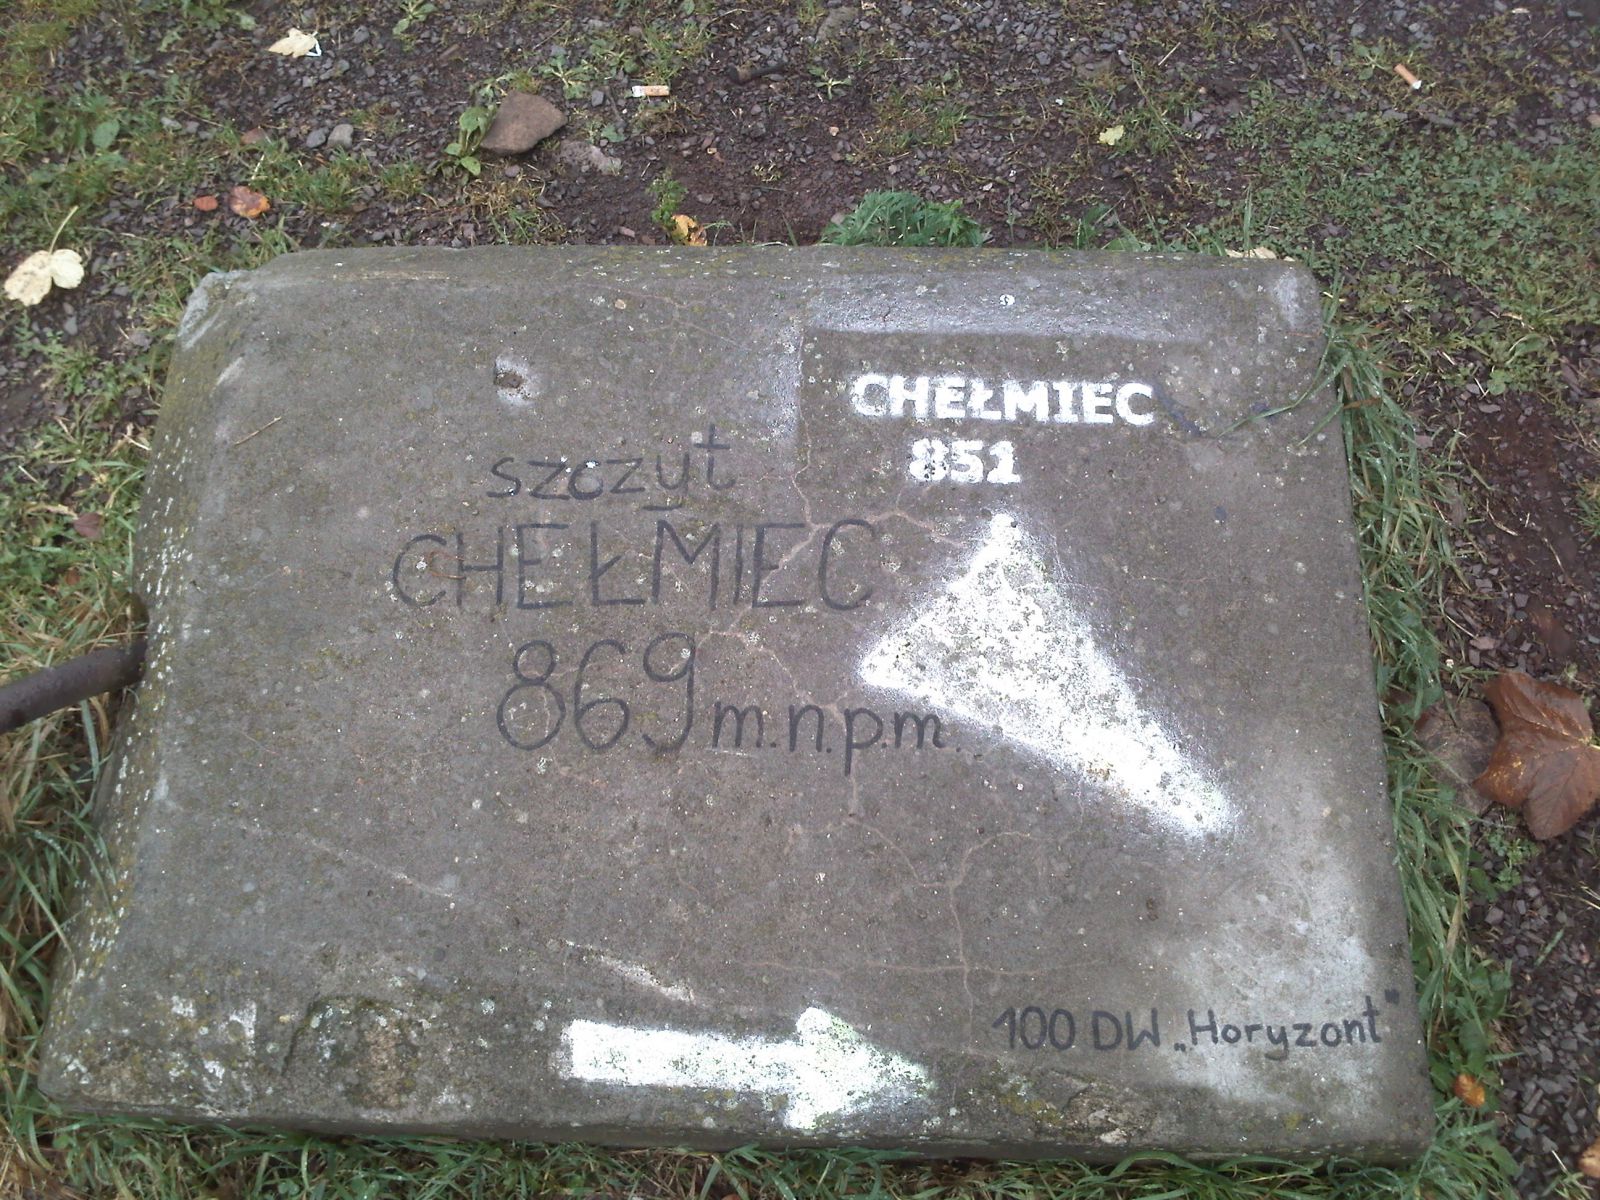 CHEŁMIEC
851
szczyt
CHEŁMIEC
869 m.n.p.m.
100 DW „Horyzont"